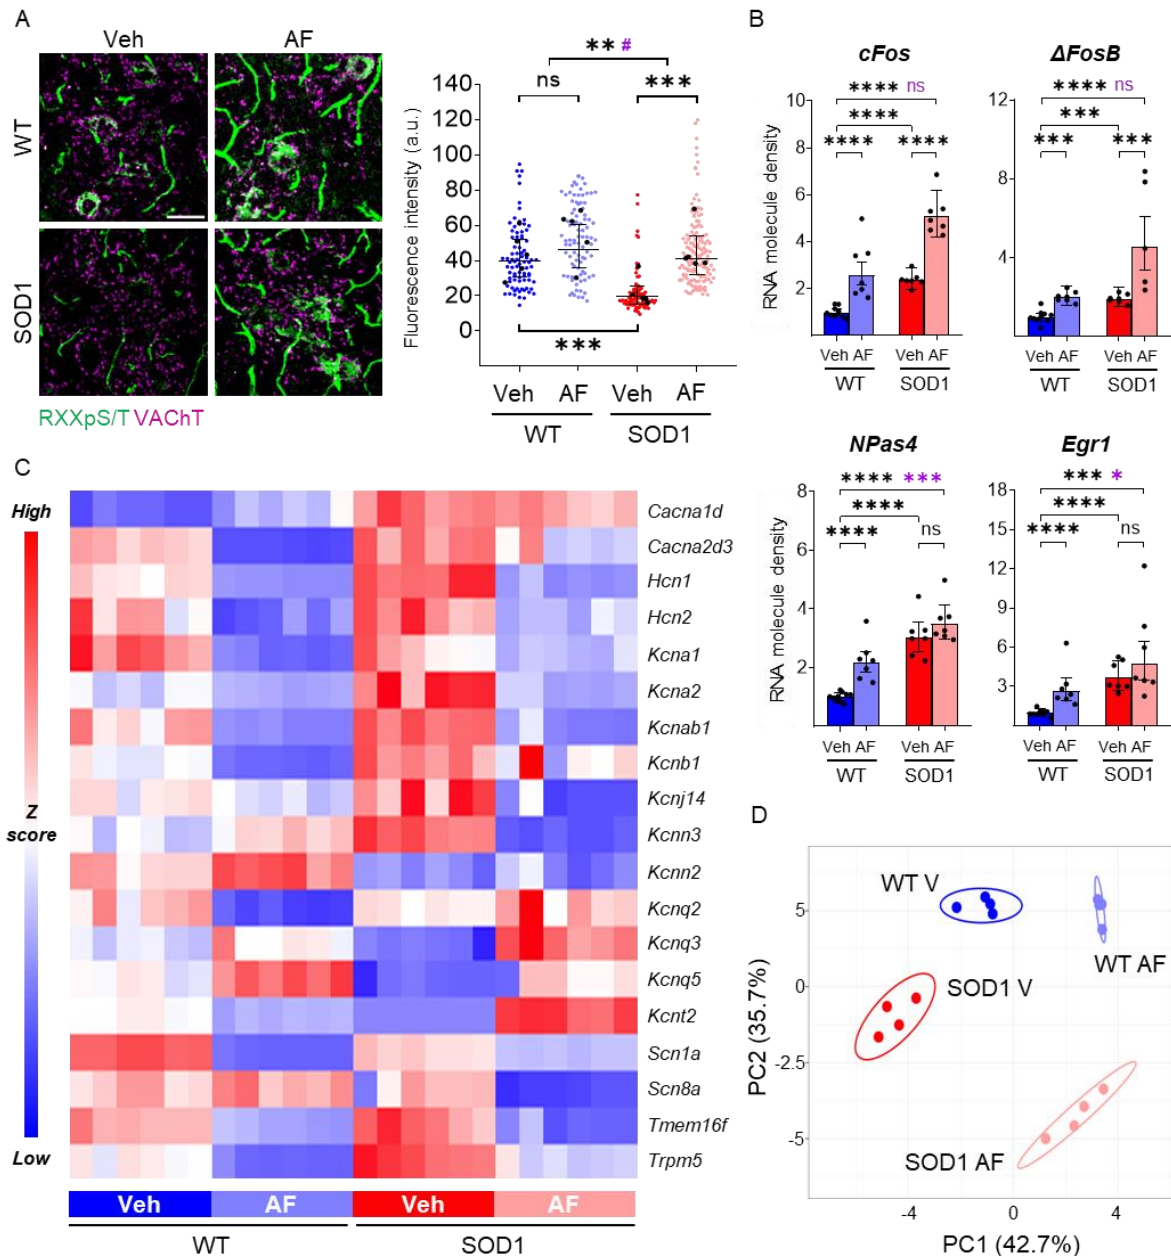 A
Veh AF
WT
SOD1
RXXpS/T VAChT
** #
ns ***
Fluorescence intensity (a.u.)
140
120
100
80
60
40
20
0
***
Veh AF Veh AF
WT SOD1
B
cFos
**** ns
****
**** ****
RNA molecule density
10
8
6
4
2
Veh AF Veh AF
WT SOD1
ΔFosB
**** ns
***
*** ***
12
8
4
Veh AF Veh AF
WT SOD1
NPas4
**** ***
****
**** ns
RNA molecule density
8
6
4
2
Veh AF Veh AF
WT SOD1
Egr1
*** *
****
**** ns
18
15
12
9
6
3
Veh AF Veh AF
WT SOD1
C
High
Z
score
Low
Cacna1d
Cacna2d3
Hcn1
Hcn2
Kcna1
Kcna2
Kcnab1
Kcnb1
Kcnj14
Kcnn3
Kcnn2
Kcnq2
Kcnq3
Kcnq5
Kcnt2
Scn1a
Scn8a
Tmem16f
Trpm5
Veh AF Veh AF
WT SOD1
D
WT V
WT AF
SOD1 V
SOD1 AF
PC2 (35.7%)
5
0
-2.5
-5
-4 0 4
PC1 (42.7%)